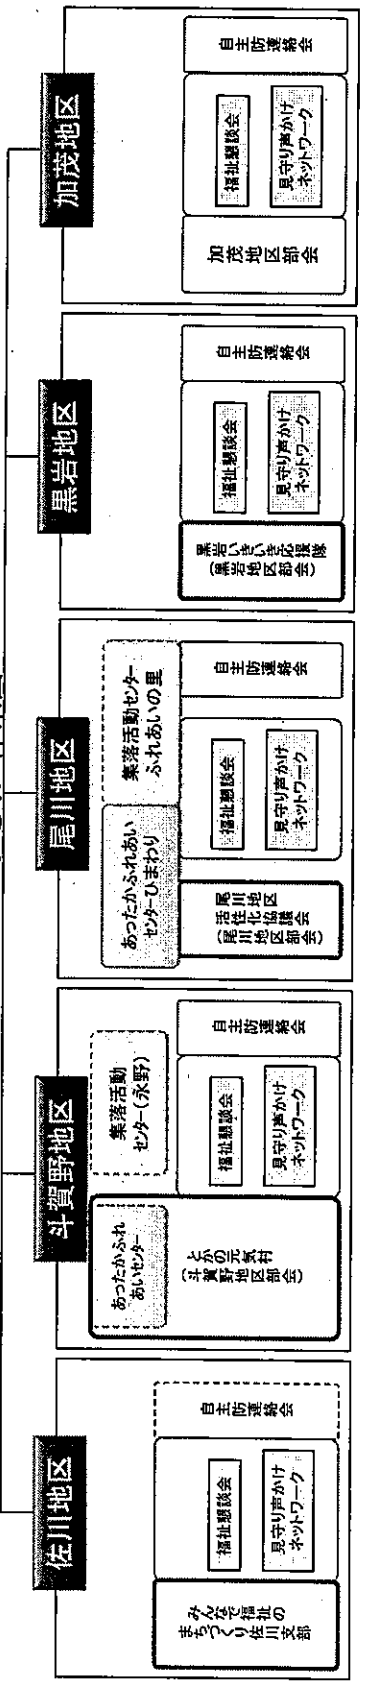 佐川地区
みんなで福祉の
まちづくり佐川支部
福祉懇談会
見守り声かけ
ネットワーク
自主防連絡会
斗賀野地区
あったかふれ
あいセンター
とかの元気村
(斗賀野地区部会)
集落活動
センター(永野)
福祉懇談会
見守り声かけ
ネットワーク
自主防連絡会
尾川地区
あったかふれあい
センターひまわり
集落活動センター
ふれあいの里
尾川地区
活性化協議会
(尾川地区部会)
福祉懇談会
見守り声かけ
ネットワーク
自主防連絡会
黒岩地区
黒岩いきいき応援隊
(黒岩地区部会)
福祉懇談会
見守り声かけ
ネットワーク
自主防連絡会
加茂地区
加茂地区部会
福祉懇談会
見守り声かけ
ネットワーク
自主防連絡会